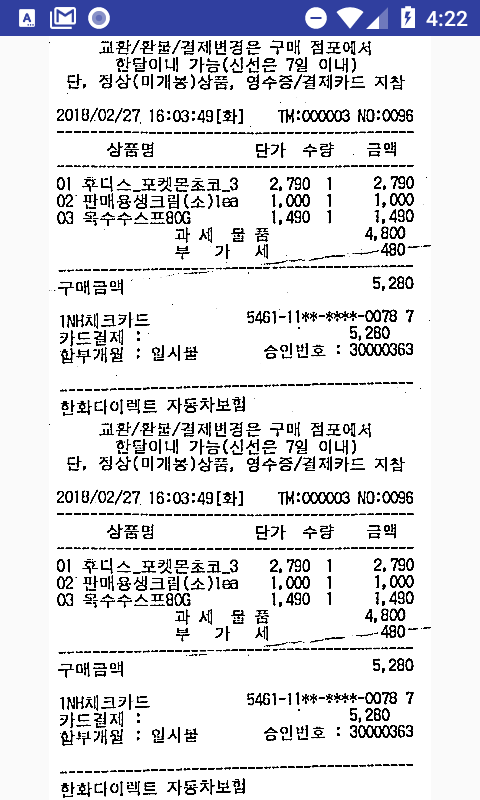 4:22
교환/환불/결제변경은 구매 점포에서
한달이내 가능(신선은 7일 이내)
단, 정상(미개봉)상품, 영수증/결제카드 지참
2018/02/27 16:03:49[화] TM:000003 NO:0096
상품명 단가 수량 금액
01 후디스_포켓몬초코_3 2,790 1 2,790
02 판매용생크림(소)1ea 1,000 1 1,000
03 옥수수스프80G 1,490 1 1,490
과 세 물 품 4,800
부 가 세 480
구매금액 5,280
1NH체크카드 5461-11**-****-0078 7
카드결제 : 5,280
할부개월 : 일시불 승인번호 : 30000363
한화다이렉트 자동차보험
교환/환불/결제변경은 구매 점포에서
한달이내 가능(신선은 7일 이내)
단, 정상(미개봉)상품, 영수증/결제카드 지참
2018/02/27 16:03:49[화] TM:000003 NO:0096
상품명 단가 수량 금액
01 후디스_포켓몬초코_3 2,790 1 2,790
02 판매용생크림(소)1ea 1,000 1 1,000
03 옥수수스프80G 1,490 1 1,490
과 세 물 품 4,800
부 가 세 480
구매금액 5,280
1NH체크카드 5461-11**-****-0078 7
카드결제 : 5,280
할부개월 : 일시불 승인번호 : 30000363
한화다이렉트 자동차보험